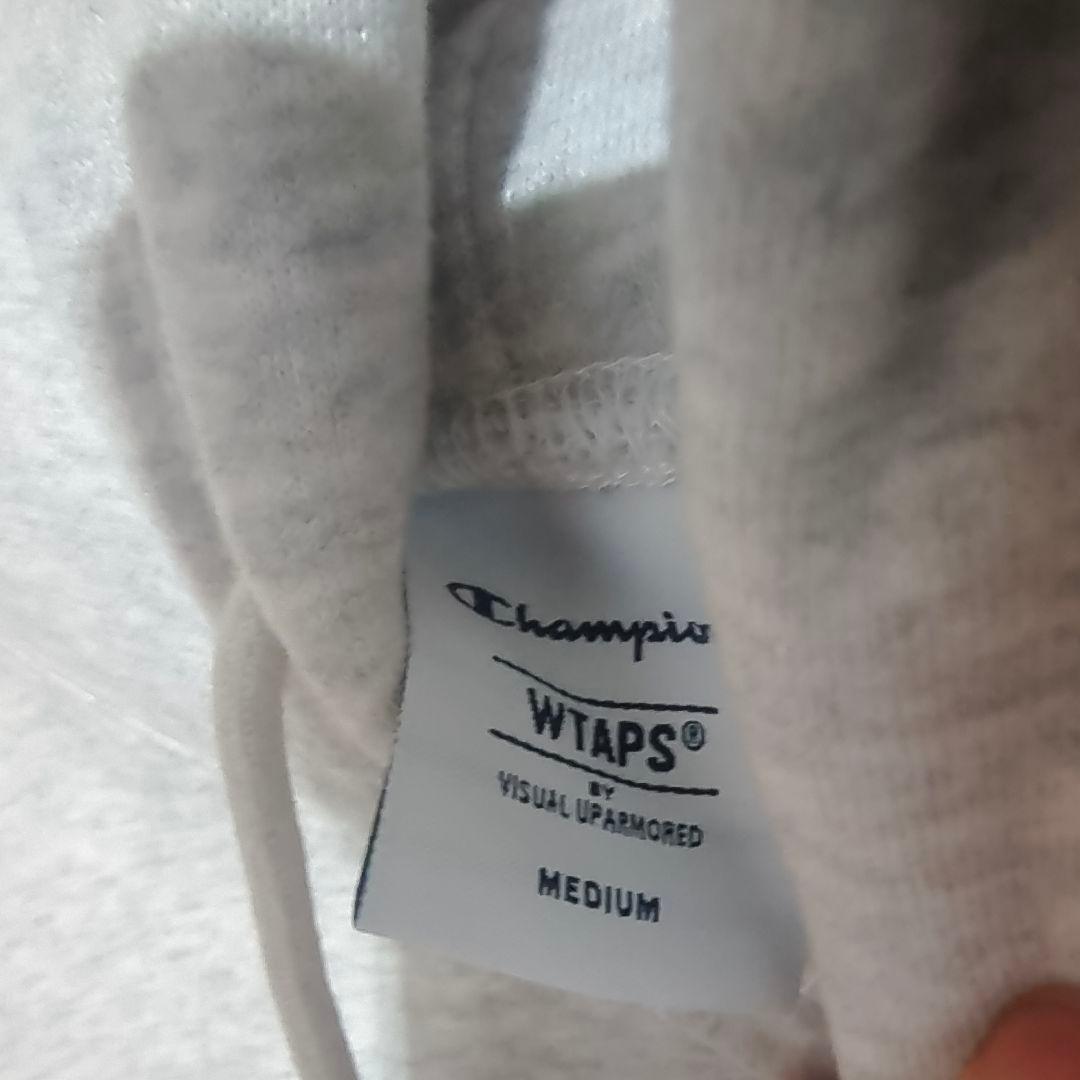 Champio
WTAPS®
BY
VISUAL UPARMORED
MEDIUM